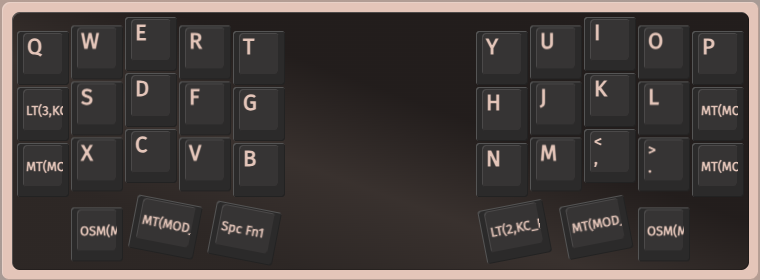 Q W E R T Y U I O P
LT(3,KC S D F G H J K L MT(MC
MT(MC X C V B N M < , > . MT(MC
OSM(M MT(MOD_ Spc Fn1 LT(2,KC_ MT(MOD_ OSM(M